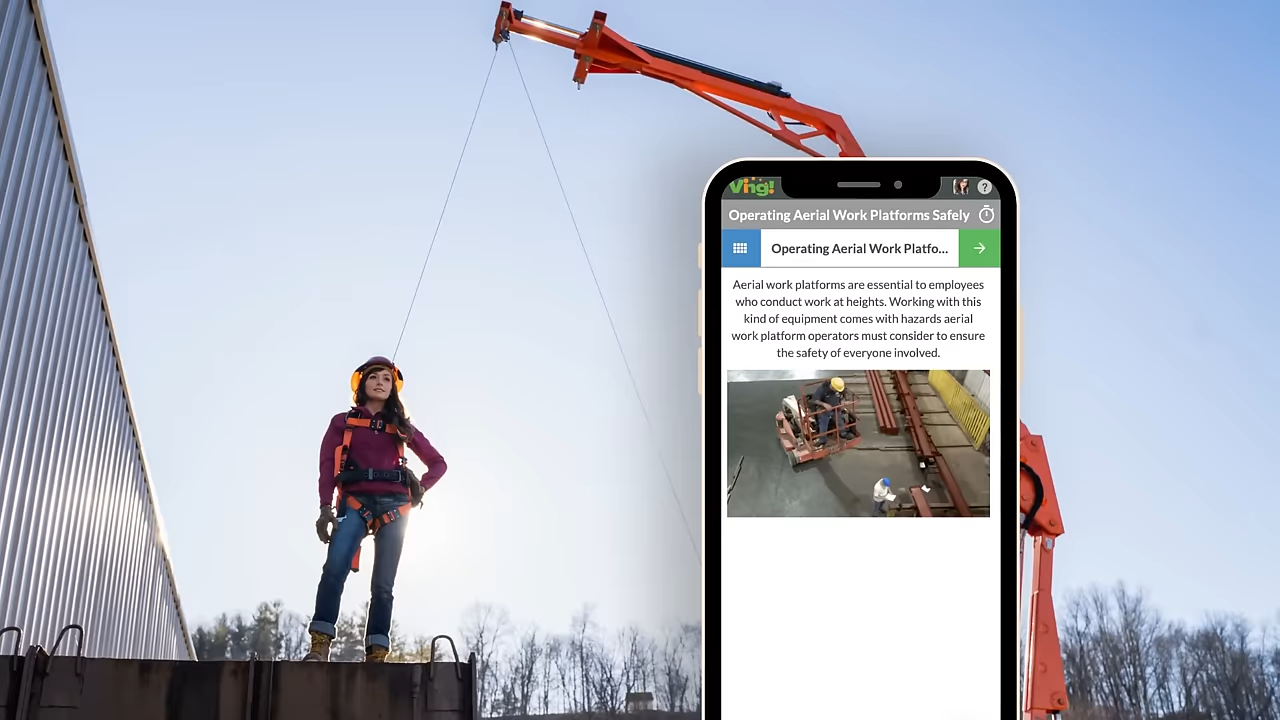 Ving!
?
Operating Aerial Work Platforms Safely
Operating Aerial Work Platfo...
Aerial work platforms are essential to employees
who conduct work at heights. Working with this
kind of equipment comes with hazards aerial
work platform operators must consider to ensure
the safety of everyone involved.